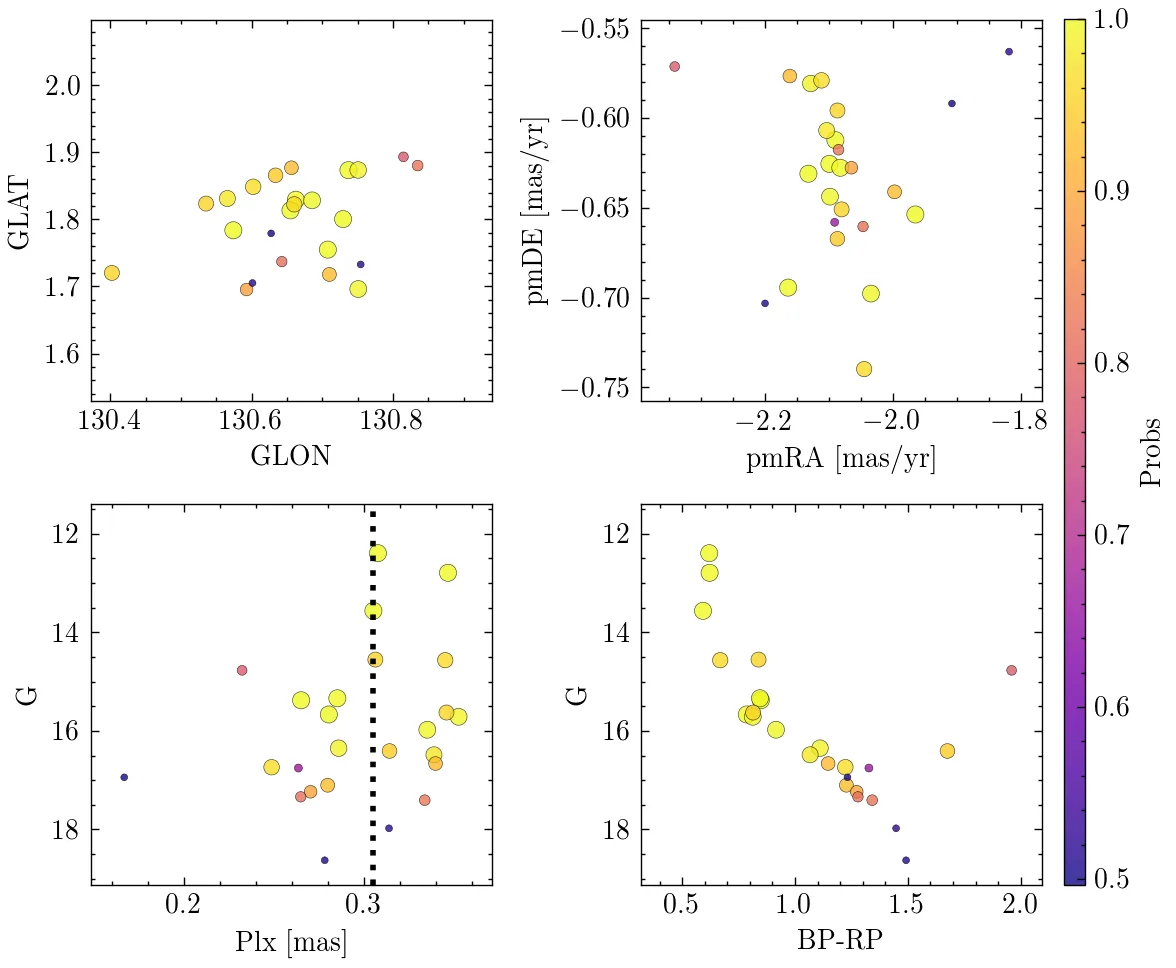 2.0
1.9
1.8
1.7
1.6
GLAT
130.4 130.6 130.8
GLON
−0.55
−0.60
−0.65
−0.70
−0.75
pmDE [mas/yr]
−2.2 −2.0 −1.8
pmRA [mas/yr]
12
14
16
18
G
0.2 0.3
Plx [mas]
12
14
16
18
G
0.5 1.0 1.5 2.0
BP-RP
1.0
0.9
0.8
0.7
0.6
0.5
Probs